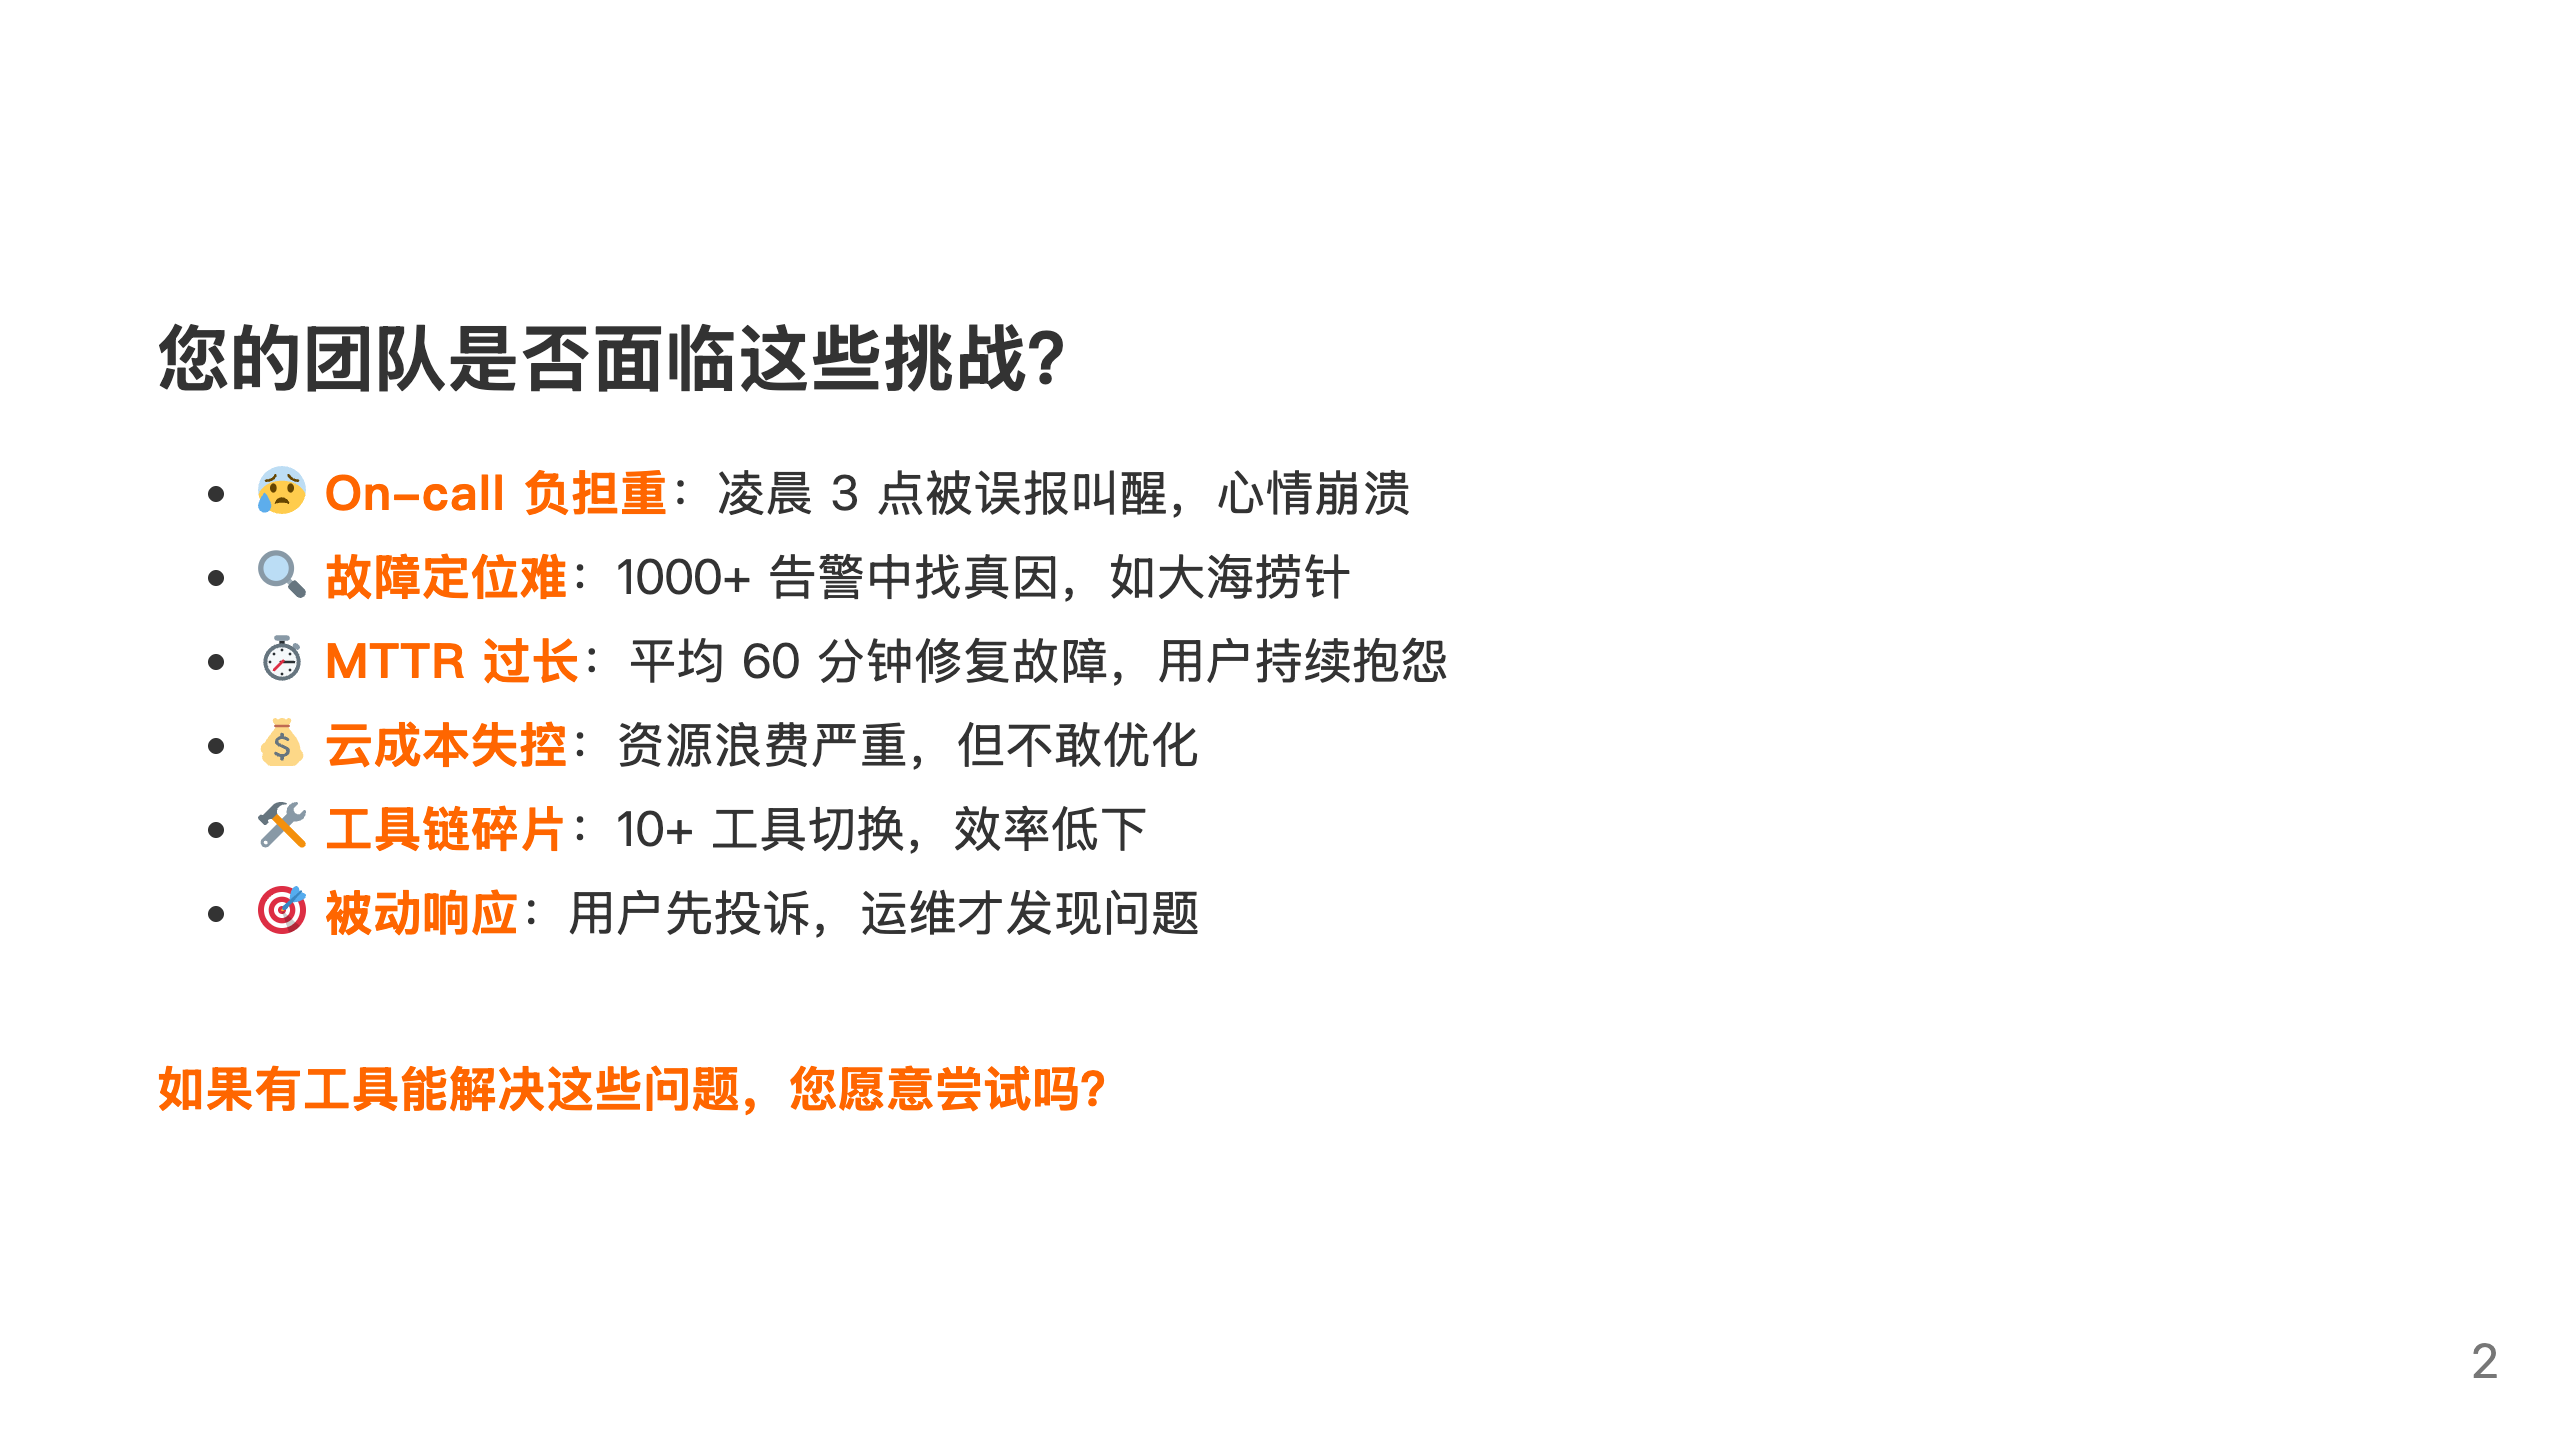 您的团队是否面临这些挑战?
• 😰 On-call 负担重：凌晨 3 点被误报叫醒，心情崩溃
• 🔍 故障定位难：1000+ 告警中找真因，如大海捞针
• ⏱️ MTTR 过长：平均 60 分钟修复故障，用户持续抱怨
• 💰 云成本失控：资源浪费严重，但不敢优化
• 🛠️ 工具链碎片：10+ 工具切换，效率低下
• 🎯 被动响应：用户先投诉，运维才发现问题
如果有工具能解决这些问题，您愿意尝试吗?
2